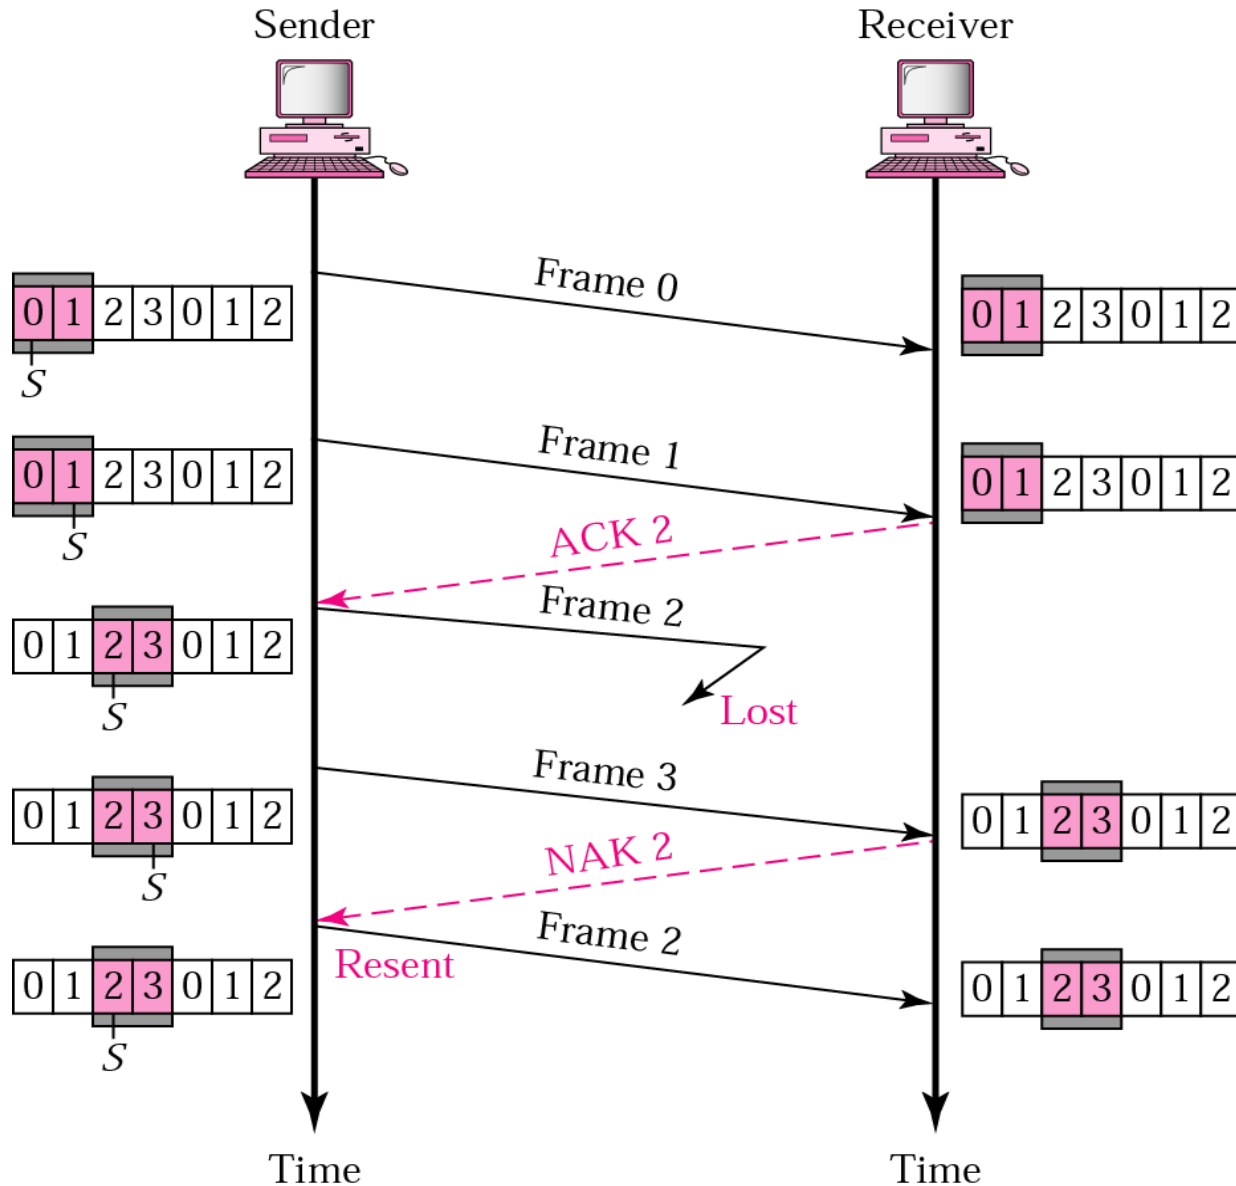 Sender Receiver
Frame 0
0 1 2 3 0 1 2 0 1 2 3 0 1 2
S
Frame 1
0 1 2 3 0 1 2 0 1 2 3 0 1 2
S
ACK 2
Frame 2
0 1 2 3 0 1 2
S
Lost
Frame 3
0 1 2 3 0 1 2 0 1 2 3 0 1 2
S
NAK 2
Frame 2
Resent
0 1 2 3 0 1 2 0 1 2 3 0 1 2
S
Time Time